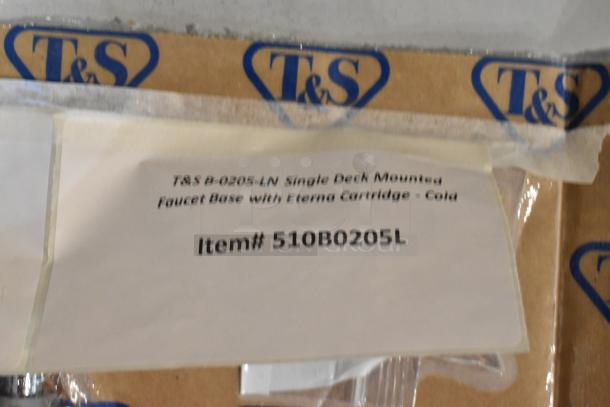 T&S T&S T&S
T&S B-0205-LN Single Deck Mounted
Faucet Base with Eterna Cartridge - Cold
Item# 510B0205L